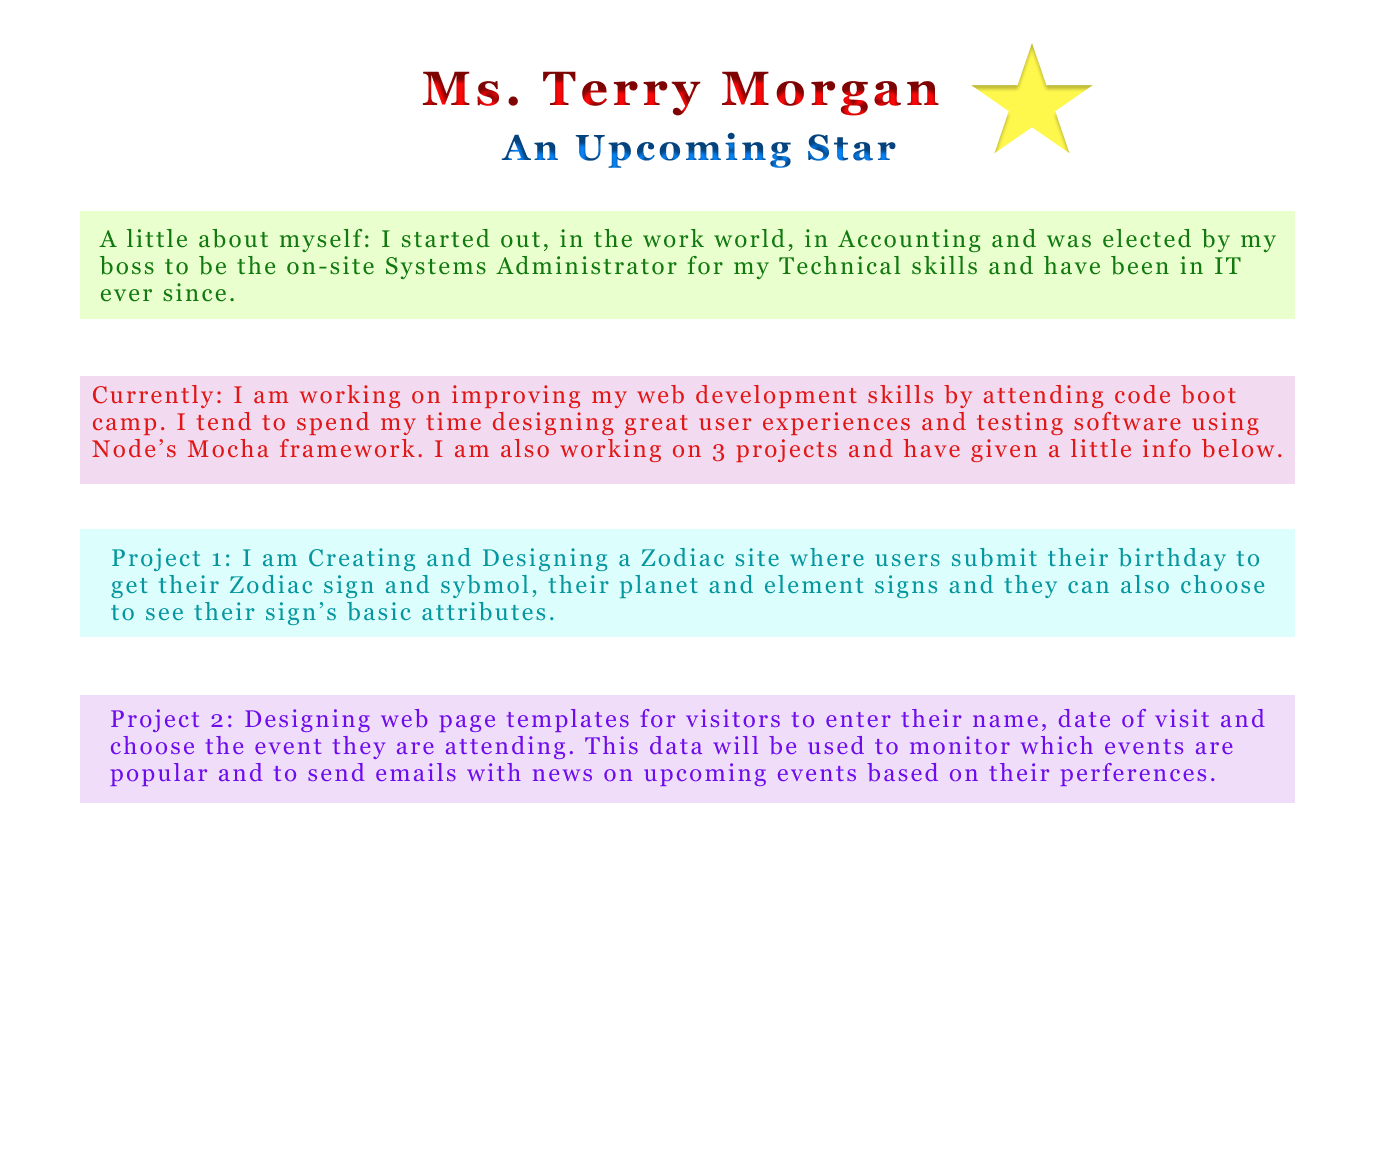 Ms. Terry Morgan
An Upcoming Star
A little about myself: I started out, in the work world, in Accounting and was elected by my
boss to be the on-site Systems Administrator for my Technical skills and have been in IT
ever since.
Currently: I am working on improving my web development skills by attending code boot
camp. I tend to spend my time designing great user experiences and testing software using
Node’s Mocha framework. I am also working on 3 projects and have given a little info below.
Project 1: I am Creating and Designing a Zodiac site where users submit their birthday to
get their Zodiac sign and sybmol, their planet and element signs and they can also choose
to see their sign’s basic attributes.
Project 2: Designing web page templates for visitors to enter their name, date of visit and
choose the event they are attending. This data will be used to monitor which events are
popular and to send emails with news on upcoming events based on their perferences.